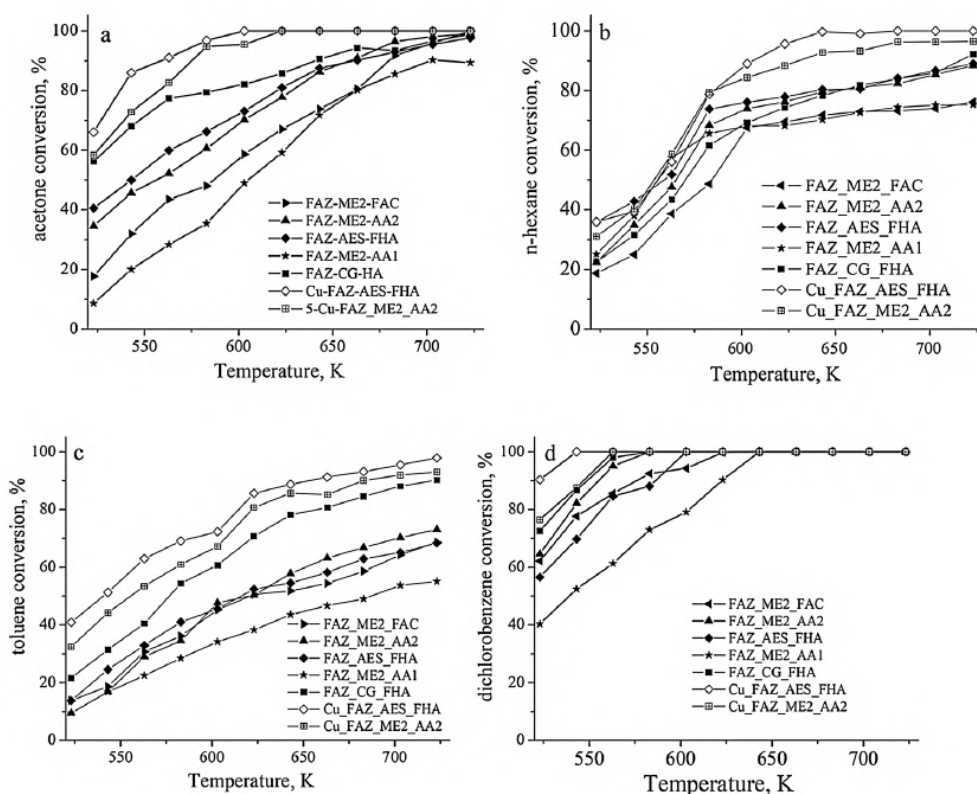 a
acetone conversion, %
100
80
60
40
20
0
FAZ-ME2-FAC
FAZ-ME2-AA2
FAZ-AES-FHA
FAZ-ME2-AA1
FAZ-CG-HA
Cu-FAZ-AES-FHA
5-Cu-FAZ_ME2_AA2
550 600 650 700
Temperature, K
b
n-hexane conversion, %
100
80
60
40
20
0
FAZ_ME2_FAC
FAZ_ME2_AA2
FAZ_AES_FHA
FAZ_ME2_AA1
FAZ_CG_FHA
Cu_FAZ_AES_FHA
Cu_FAZ_ME2_AA2
550 600 650 700
Temperature, K
c
toluene conversion, %
100
80
60
40
20
0
FAZ_ME2_FAC
FAZ_ME2_AA2
FAZ_AES_FHA
FAZ_ME2_AA1
FAZ_CG_FHA
Cu_FAZ_AES_FHA
Cu_FAZ_ME2_AA2
550 600 650 700
Temperature, K
d
dichlorobenzene conversion, %
100
80
60
40
20
0
FAZ_ME2_FAC
FAZ_ME2_AA2
FAZ_AES_FHA
FAZ_ME2_AA1
FAZ_CG_FHA
Cu_FAZ_AES_FHA
Cu_FAZ_ME2_AA2
550 600 650 700
Temperature, K